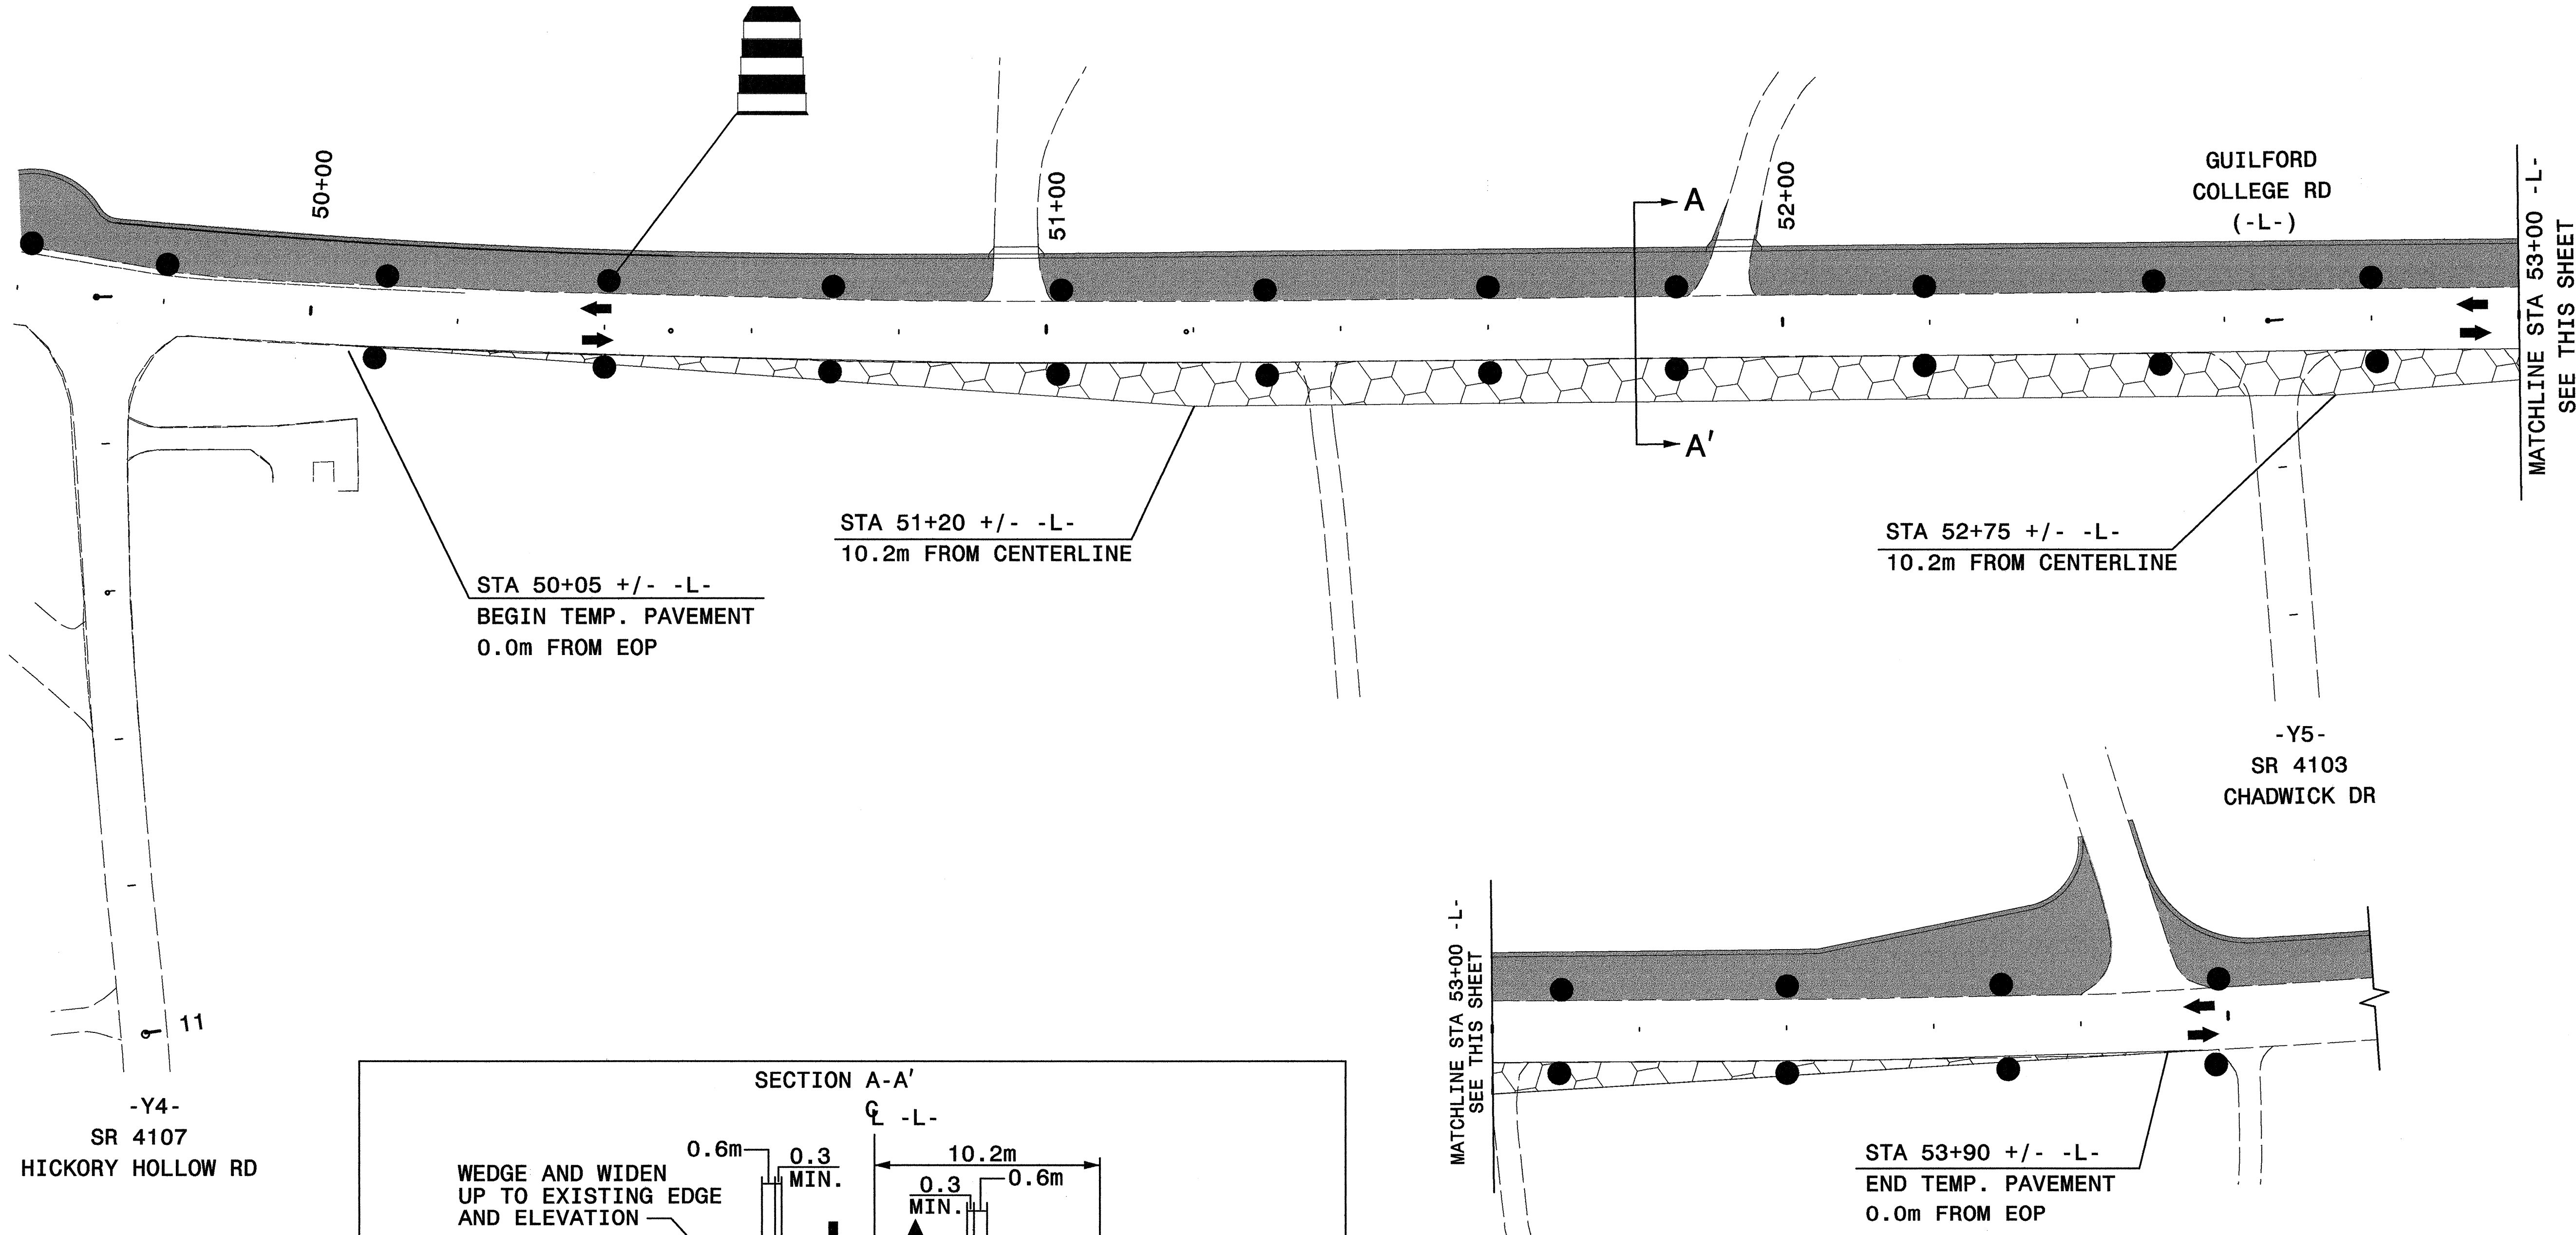 50+00
51+00
52+00
A
A'
GUILFORD
COLLEGE RD
(-L-)
MATCHLINE STA 53+00 -L-
SEE THIS SHEET
STA 50+05 +/- -L-
BEGIN TEMP. PAVEMENT
0.0m FROM EOP
STA 51+20 +/- -L-
10.2m FROM CENTERLINE
STA 52+75 +/- -L-
10.2m FROM CENTERLINE
-Y5-
SR 4103
CHADWICK DR
11
-Y4-
SR 4107
HICKORY HOLLOW RD
MATCHLINE STA 53+00 -L-
SEE THIS SHEET
STA 53+90 +/- -L-
END TEMP. PAVEMENT
0.0m FROM EOP
SECTION A-A'
CL -L-
0.6m
0.3
MIN.
10.2m
0.3
MIN.
0.6m
WEDGE AND WIDEN
UP TO EXISTING EDGE
AND ELEVATION